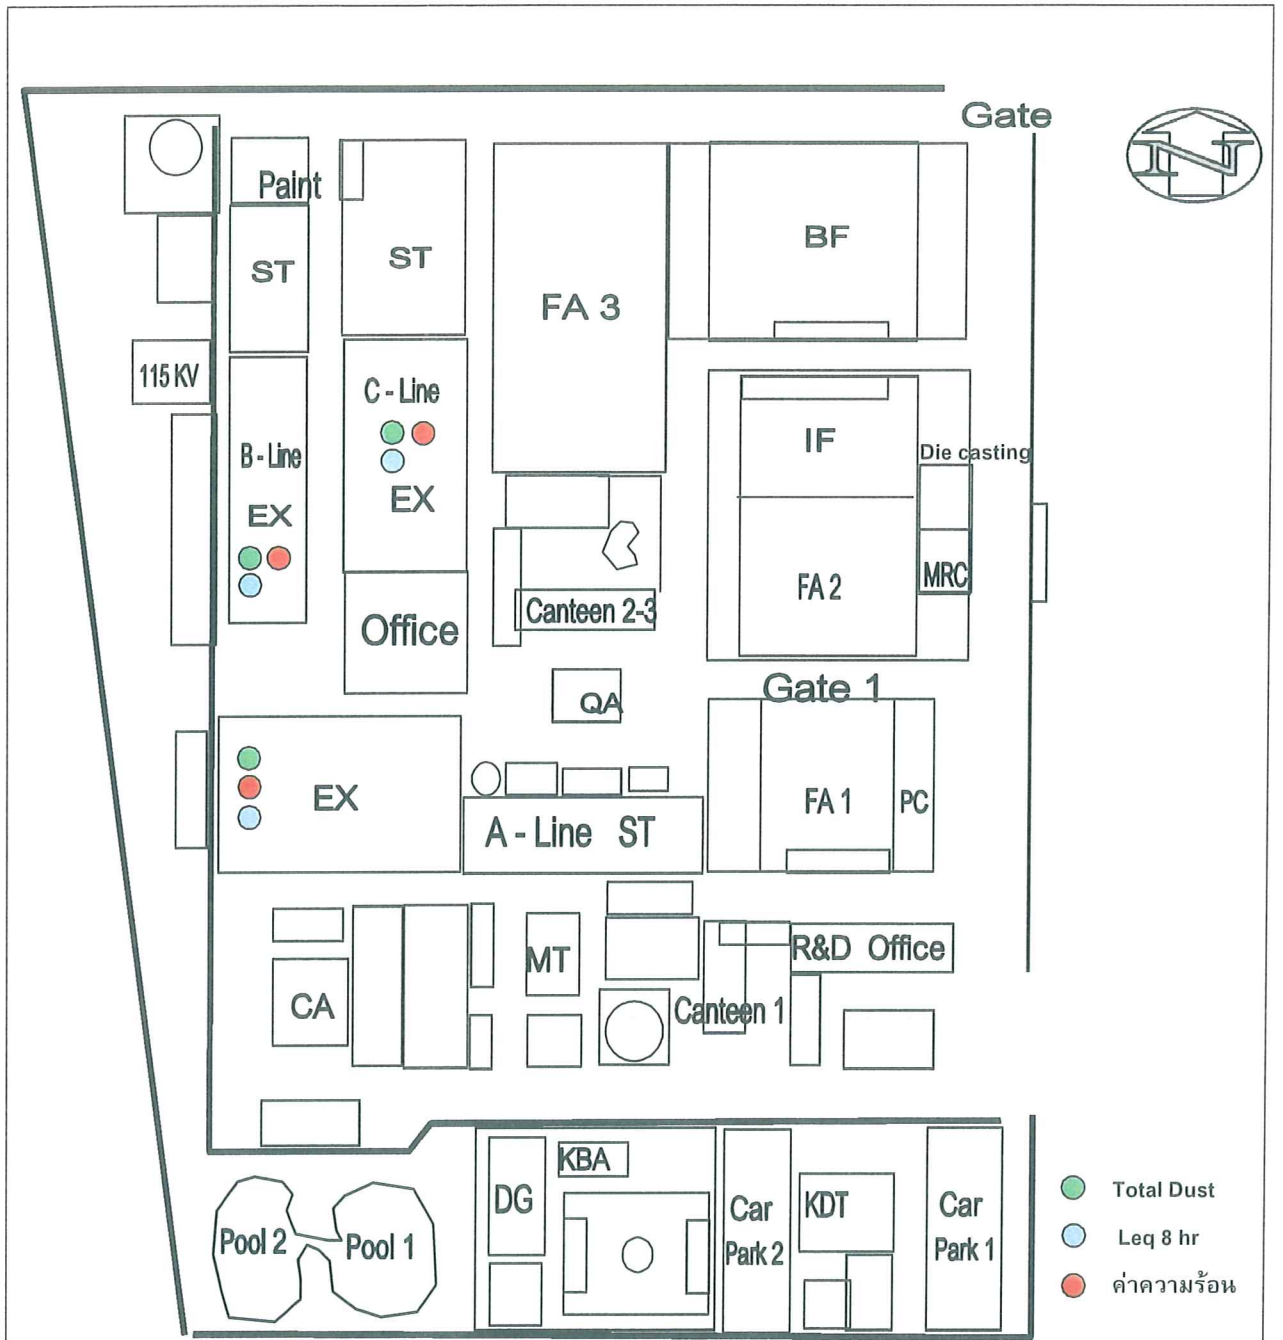 Gate
N
Paint
ST
ST
FA 3
BF
115 KV
C - Line
B - Line
EX
EX
IF
Die casting
FA 2
MRC
Canteen 2-3
Office
QA
Gate 1
EX
A - Line ST
FA 1
PC
MT
R&D Office
CA
Canteen 1
KBA
DG
Car
Park 2
KDT
Car
Park 1
Pool 2
Pool 1
Total Dust
Leq 8 hr
ค่าความร้อน